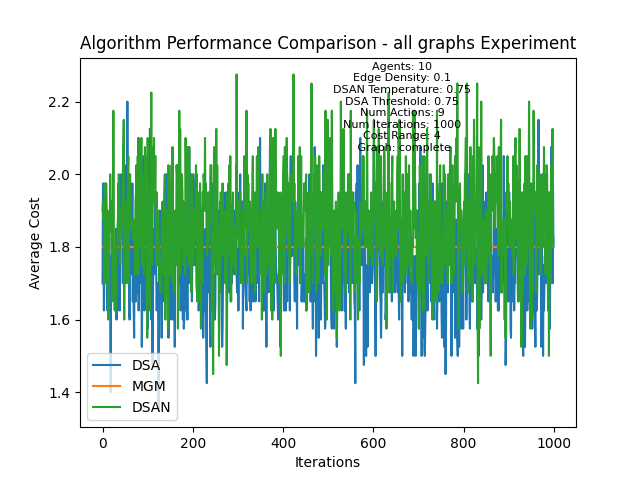 Algorithm Performance Comparison - all graphs Experiment
Agents: 10
Edge Density: 0.1
DSAN Temperature: 0.75
DSA Threshold: 0.75
Num Actions: 9
Num Iterations: 1000
Cost Range: 4
Graph: complete
Average Cost
2.2
2.0
1.8
1.6
1.4
DSA
MGM
DSAN
0
200
400
600
800
1000
Iterations